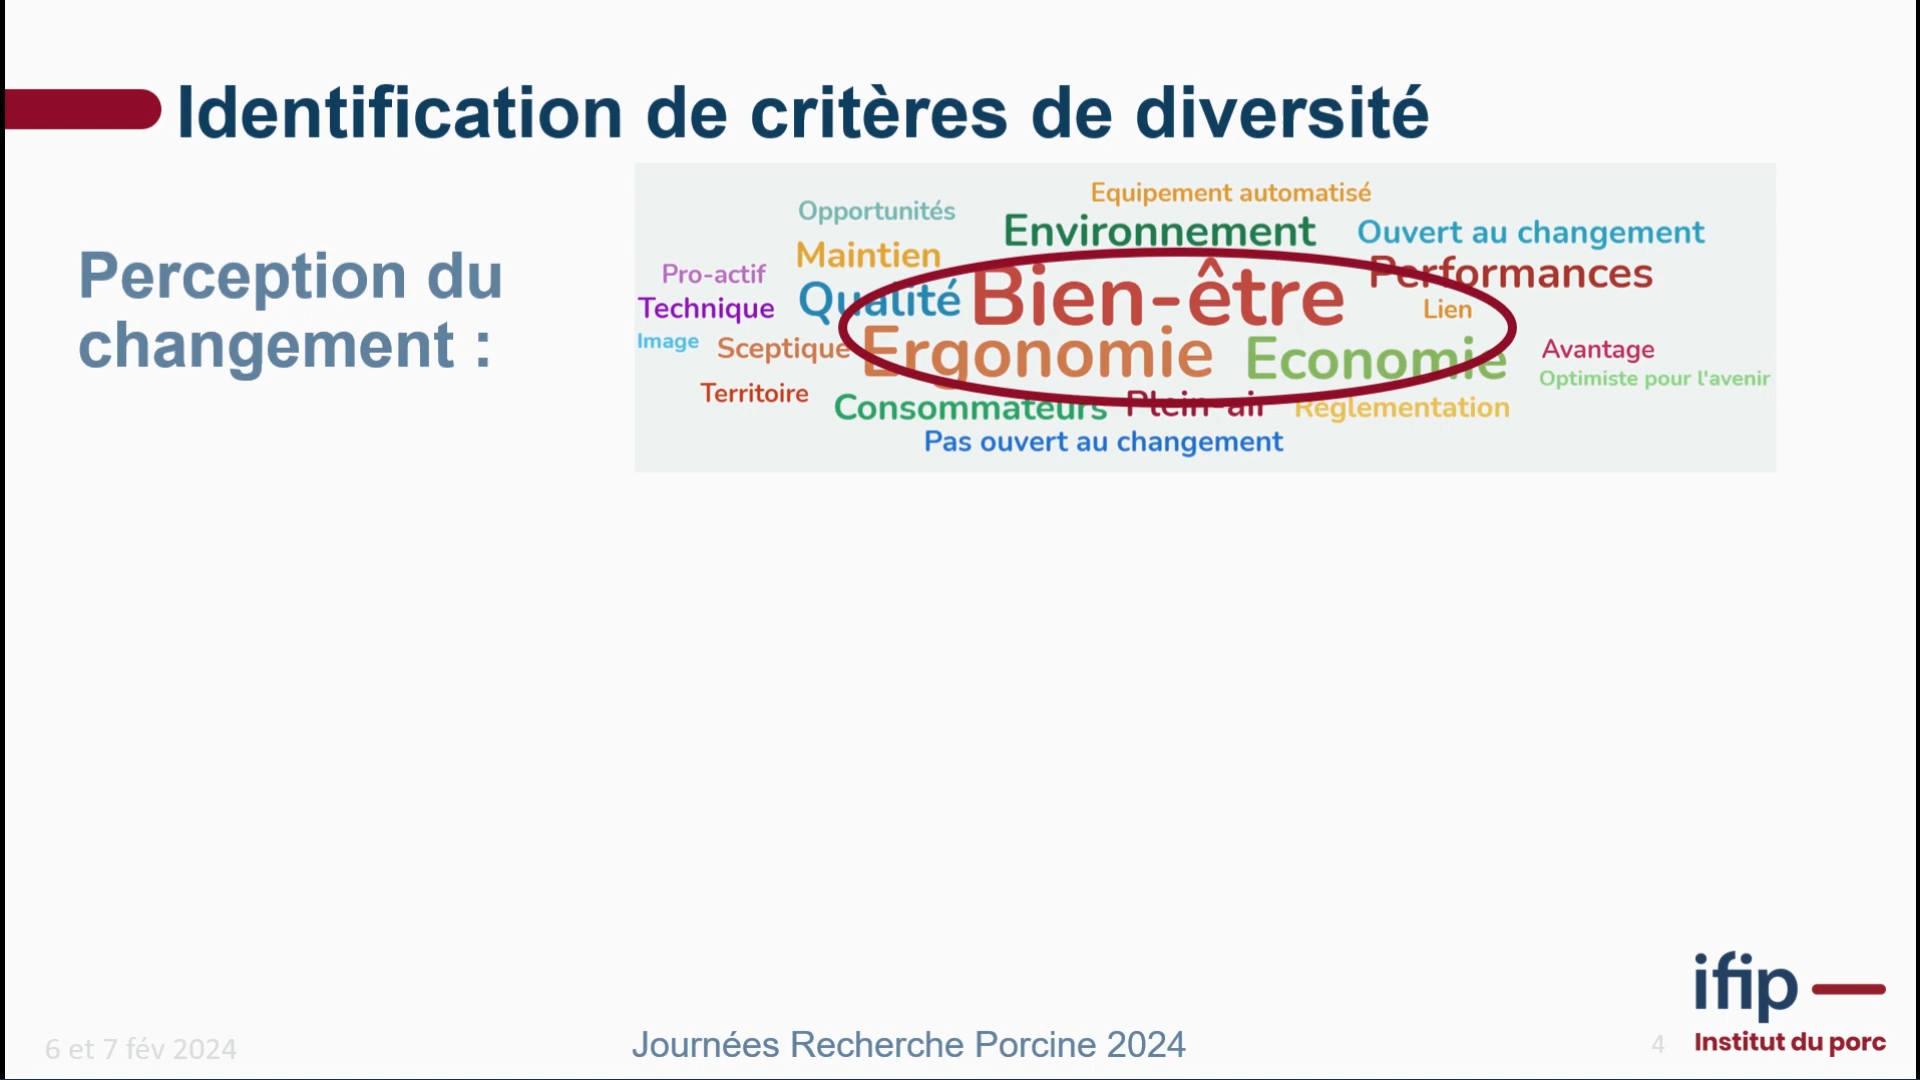 Identification de critères de diversité
Perception du
changement :
Equipement automatisé
Opportunités
Environnement
Ouvert au changement
Maintien
Pro-actif
Performances
Technique
Qualité
Bien-être
Lien
Image
Sceptique
Ergonomie
Economie
Avantage
Optimiste pour l'avenir
Territoire
Consommateurs
Plein-air
Réglementation
Pas ouvert au changement
6 et 7 fév 2024
Journées Recherche Porcine 2024
4
ifip
Institut du porc